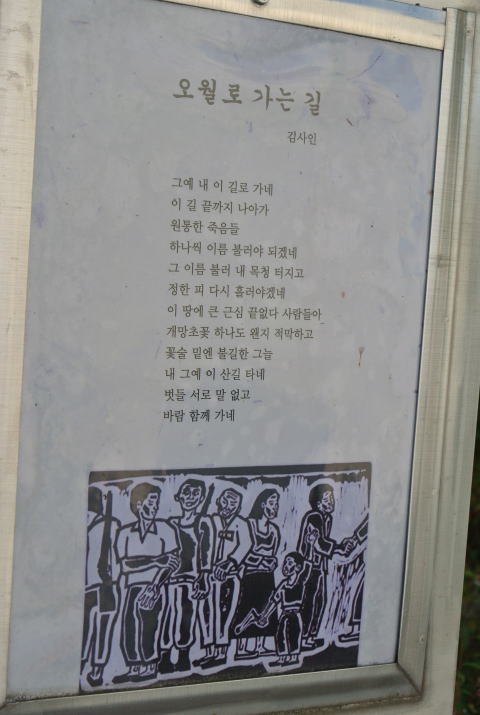 오월로 가는 길
김사인
그예 내 이 길로 가네
이 길 끝까지 나아가
원통한 죽음들
하나씩 이름 불러야 되겠네
그 이름 불러 내 목청 터지고
정한 피 다시 흘러야겠네
이 땅에 큰 근심 끝없다 사람들아
개망초꽃 하나도 왠지 적막하고
꽃술 밑엔 불길한 그늘
내 그예 이 산길 타네
벗들 서로 말 없고
바람 함께 가네